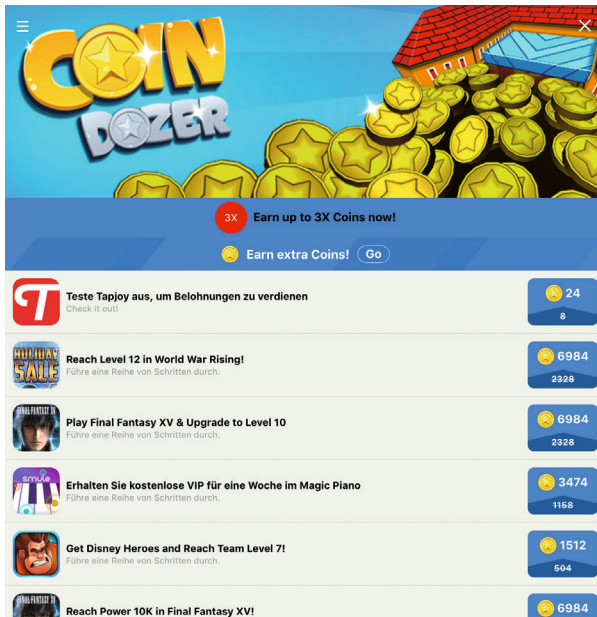 COIN
DOZER
3X Earn up to 3X Coins now!
Earn extra Coins! Go
Teste Tapjoy aus, um Belohnungen zu verdienen
Check it out!
24
8
HOLIDAY
SALE
Reach Level 12 in World War Rising!
Führe eine Reihe von Schritten durch.
6984
2328
FINAL FANTASY XV
Play Final Fantasy XV & Upgrade to Level 10
Führe eine Reihe von Schritten durch.
6984
2328
smule
Erhalten Sie kostenlose VIP für eine Woche im Magic Piano
Führe eine Reihe von Schritten durch.
3474
1158
Get Disney Heroes and Reach Team Level 7!
Führe eine Reihe von Schritten durch.
1512
504
FINAL FANTASY XV
Reach Power 10K in Final Fantasy XV!
6984